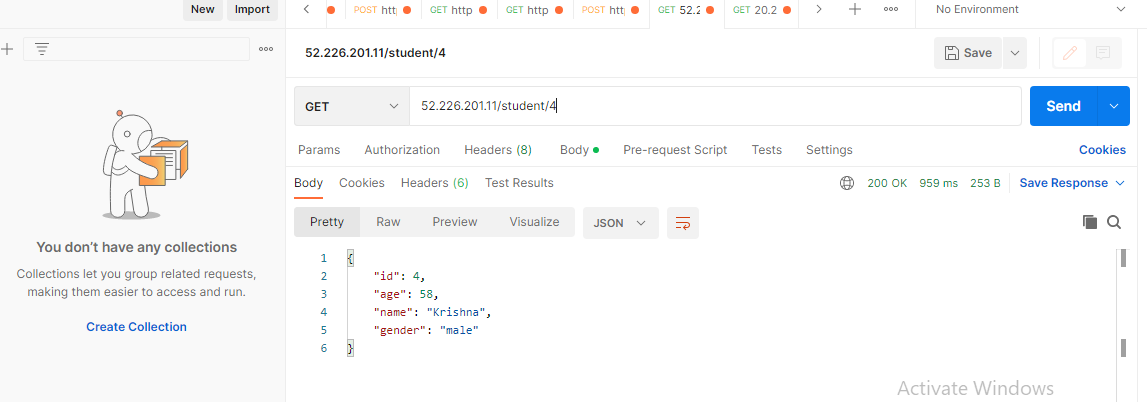 New Import
POST http GET http GET http POST http GET 52.2 GET 20.2 No Environment
52.226.201.11/student/4 Save
GET 52.226.201.11/student/4 Send
Params Authorization Headers (8) Body Pre-request Script Tests Settings Cookies
Body Cookies Headers (6) Test Results 200 OK 959 ms 253 B Save Response
Pretty Raw Preview Visualize JSON
You don't have any collections
Collections let you group related requests,
making them easier to access and run.
Create Collection
1 {
2 "id": 4,
3 "age": 58,
4 "name": "Krishna",
5 "gender": "male"
6 }
Activate Windows